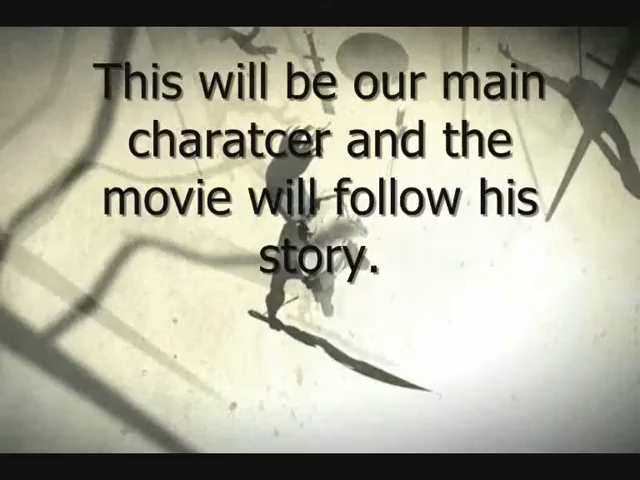 This will be our main
charatcer and the
movie will follow his
story.